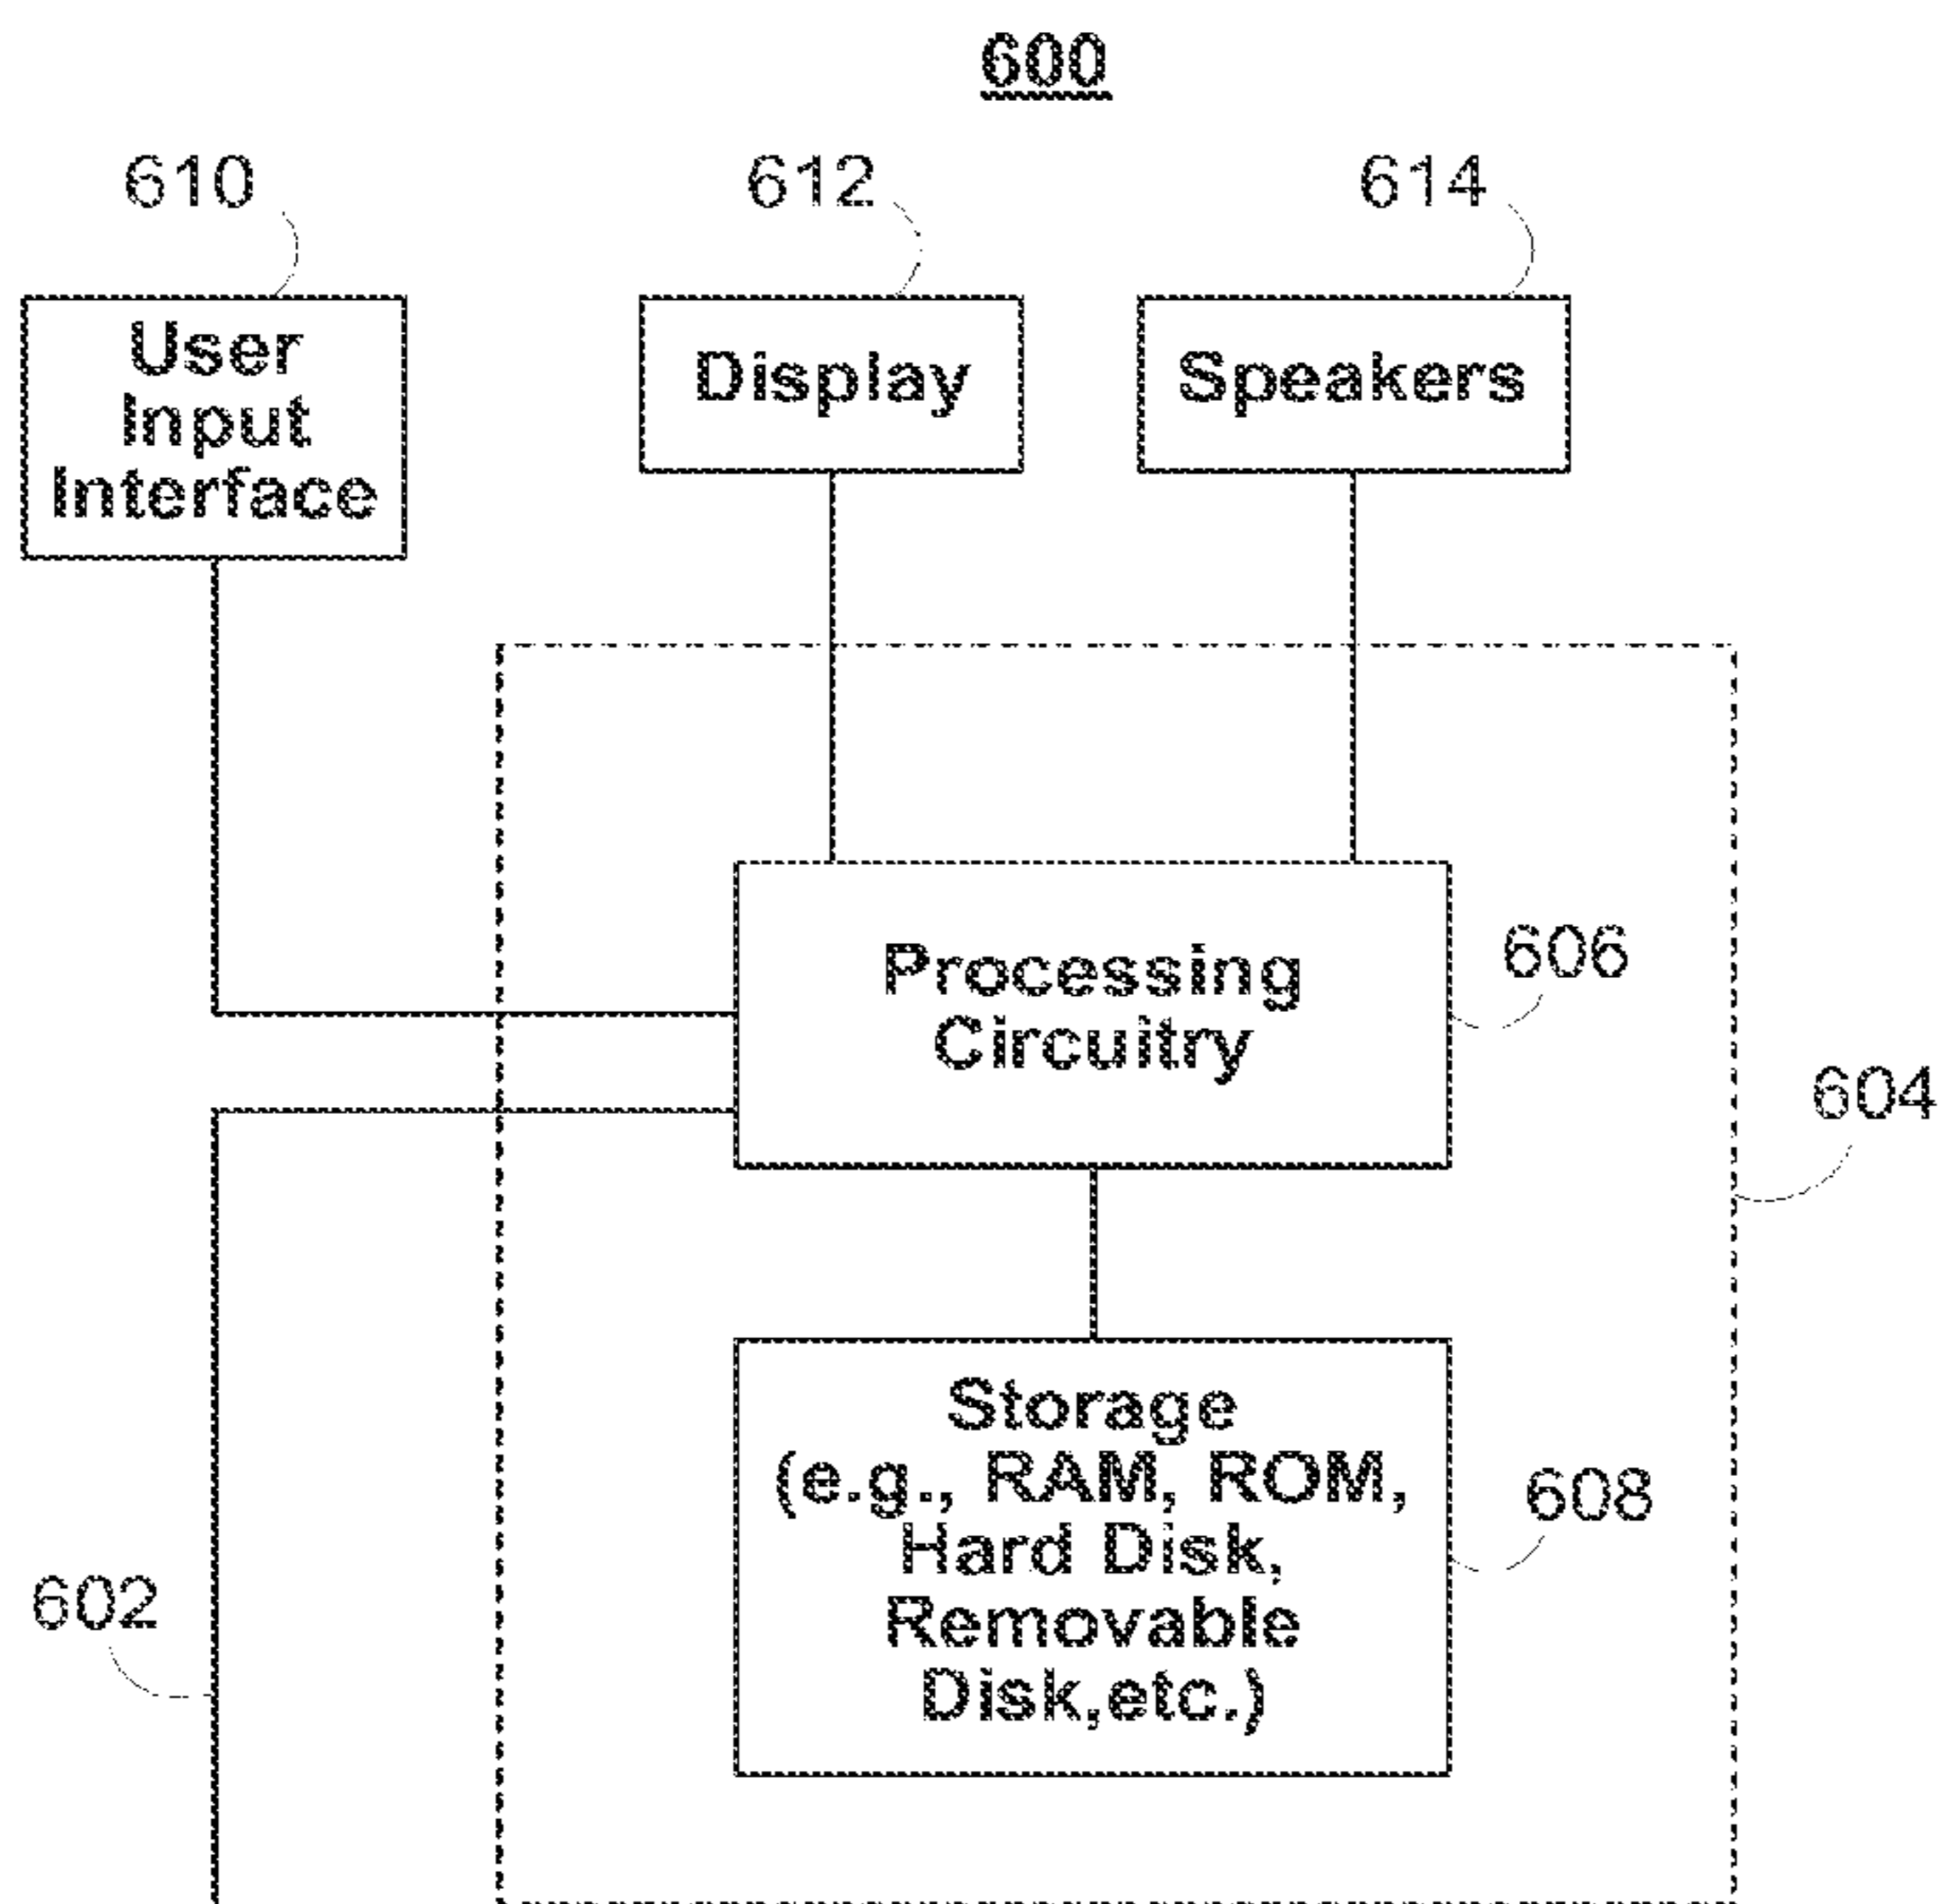 600
610
612
614
User
Input
Interface
Display
Speakers
Processing
Circuitry
606
604
Storage
(e.g., RAM, ROM,
Hard Disk,
Removable
Disk,etc.)
608
602